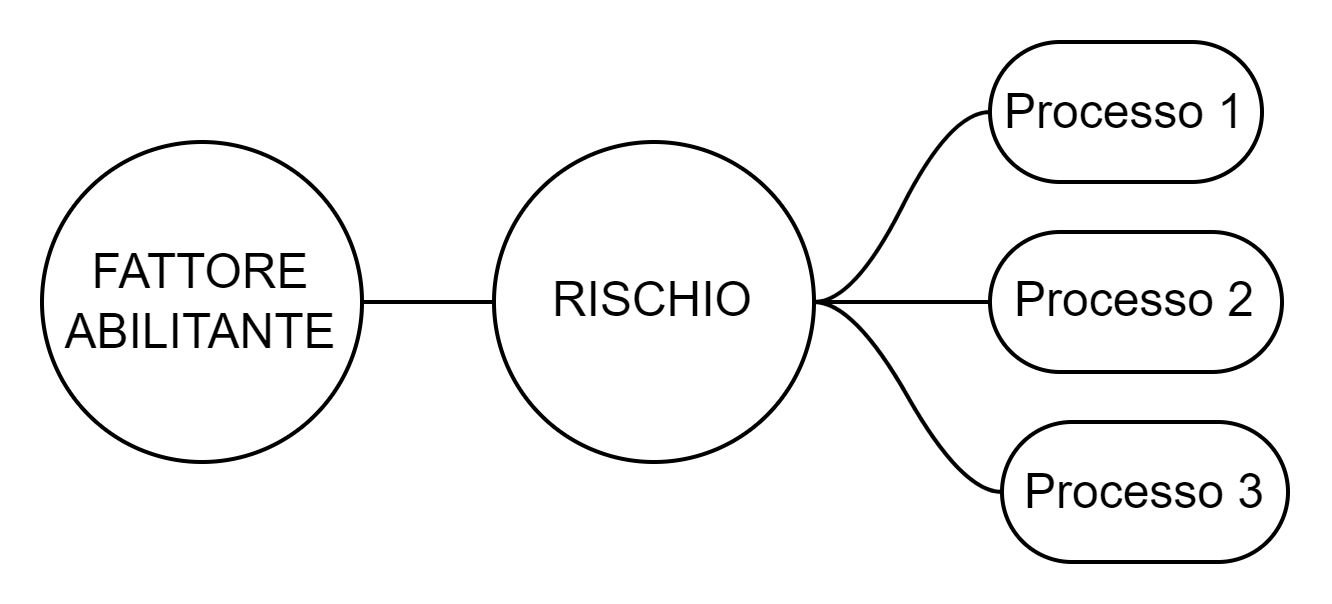 FATTORE
ABILITANTE
RISCHIO
Processo 1
Processo 2
Processo 3